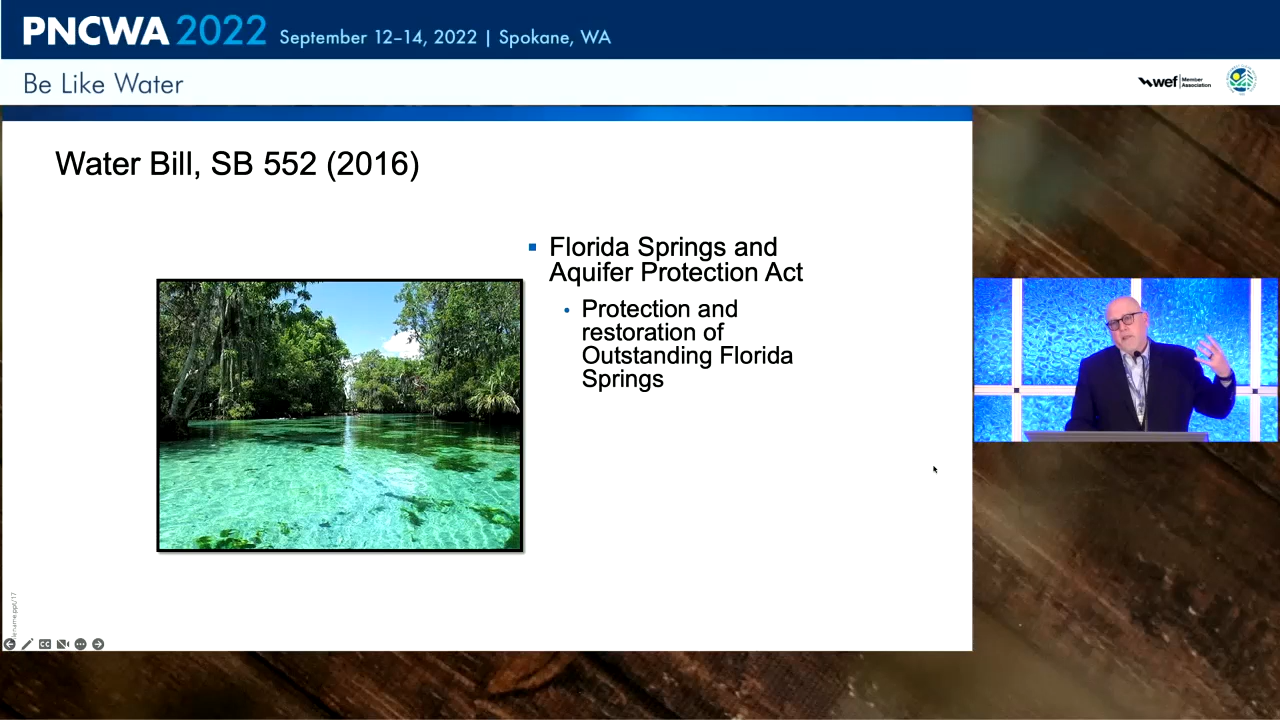 PNCWA 2022 September 12–14, 2022 | Spokane, WA
Be Like Water
wef Member
Association
Water Bill, SB 552 (2016)
Florida Springs and
Aquifer Protection Act
Protection and
restoration of
Outstanding Florida
Springs
CC